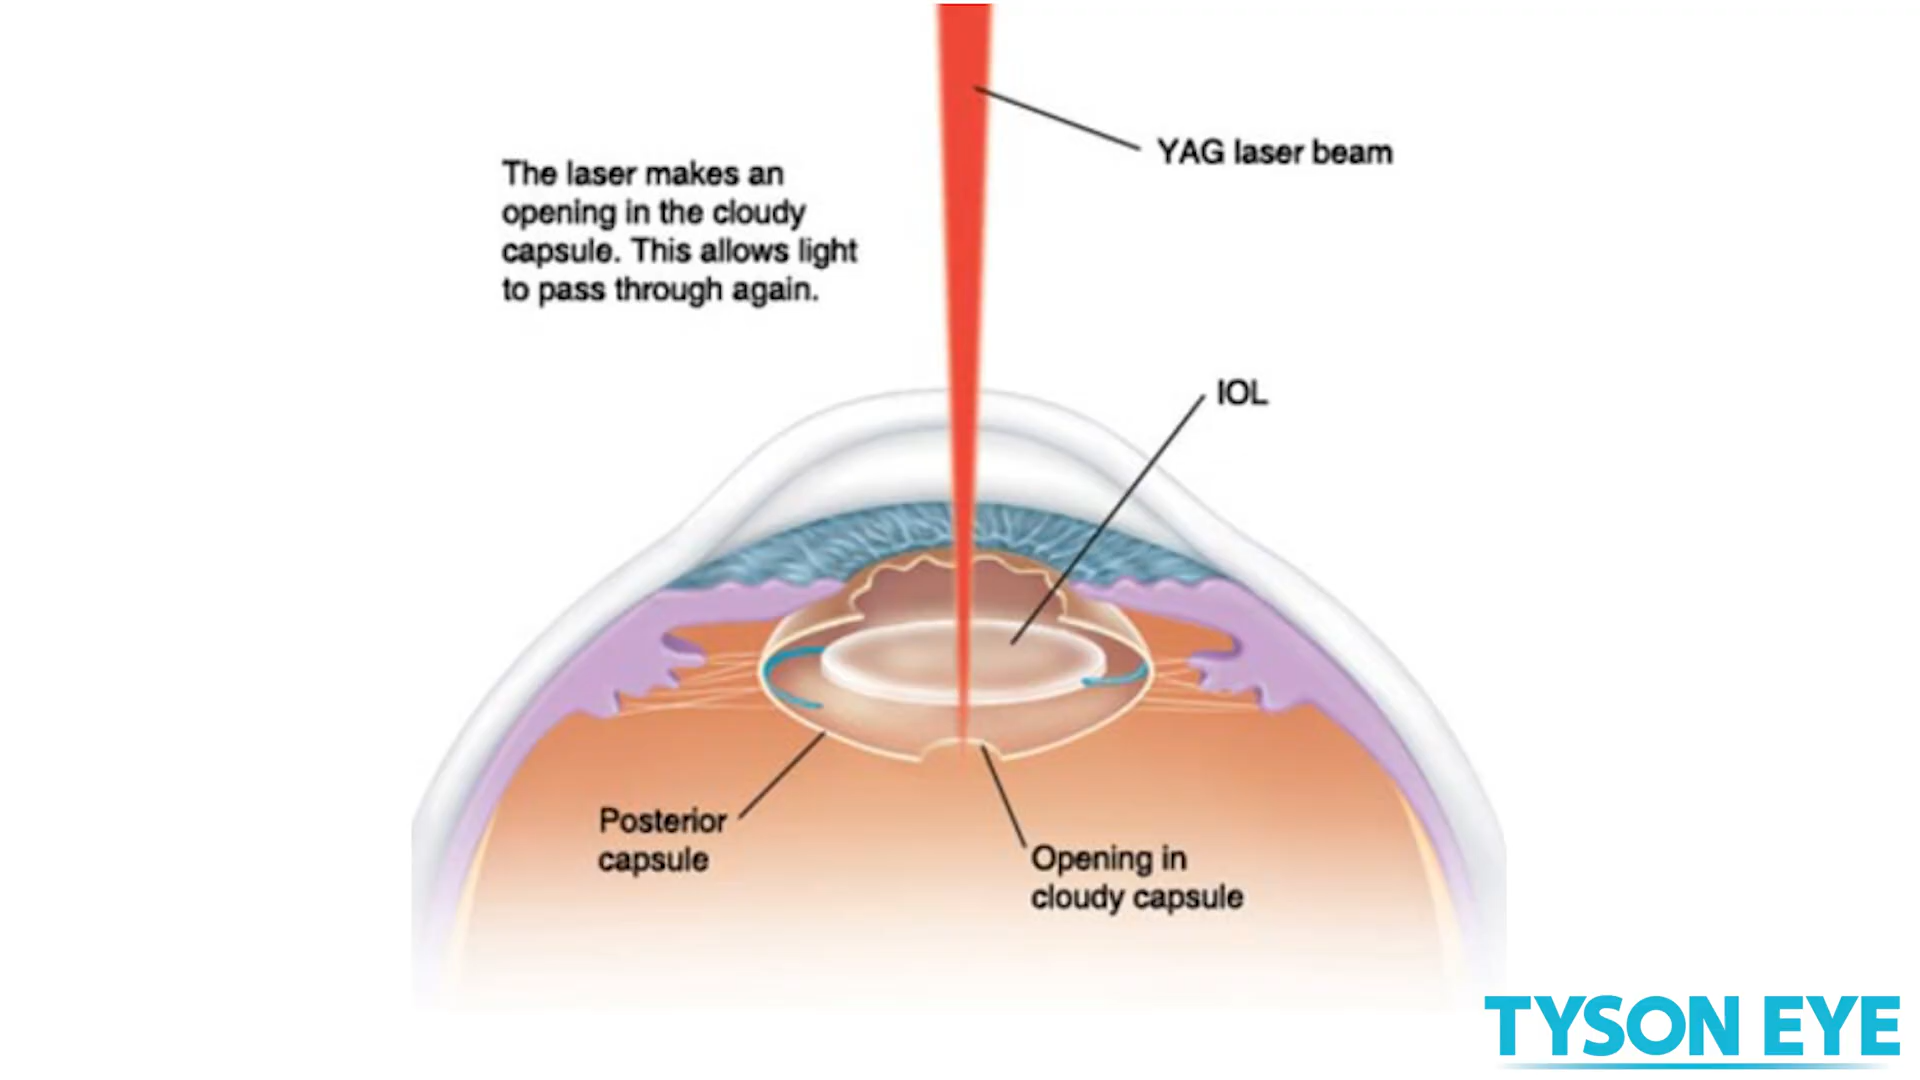 The laser makes an
opening in the cloudy
capsule. This allows light
to pass through again.
YAG laser beam
IOL
Posterior
capsule
Opening in
cloudy capsule
TYSON EYE